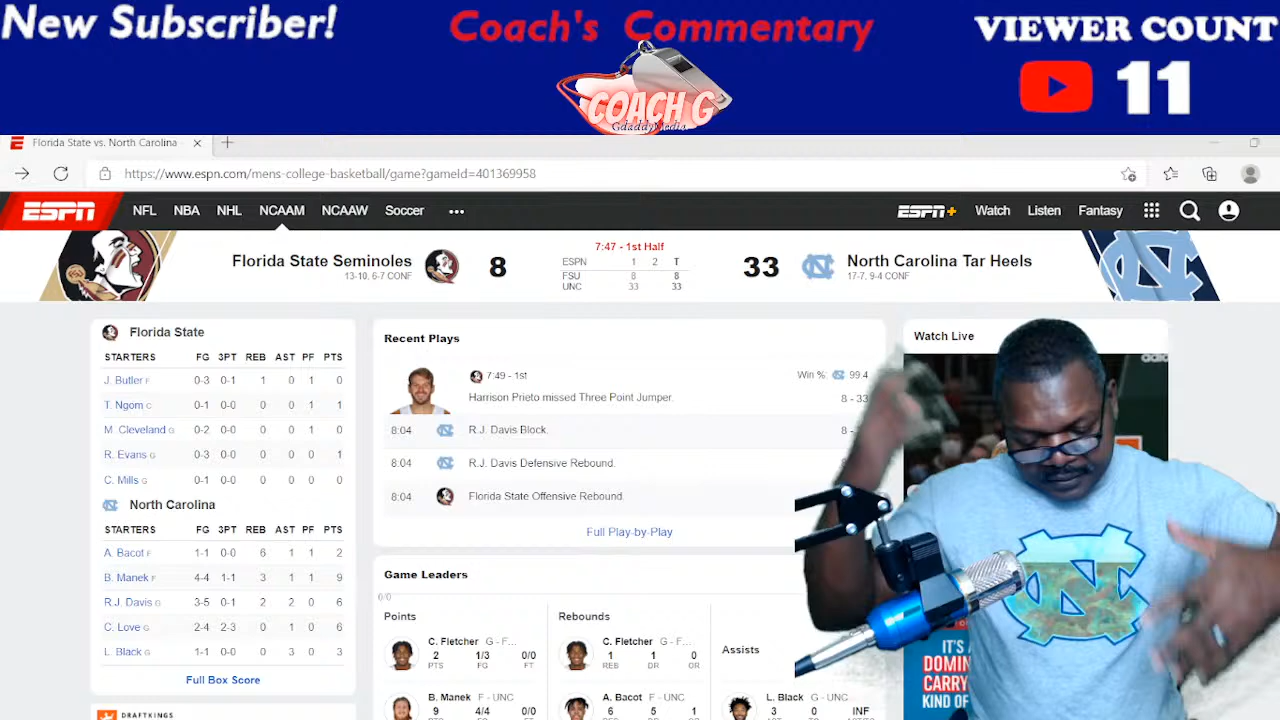 New Subscriber!
Coach's Commentary
VIEWER COUNT
11
COACH G
GdaddyMedia
Florida State vs. North Carolina
https://www.espn.com/mens-college-basketball/game?gameId=401369958
ESPN NFL NBA NHL NCAAM NCAAW Soccer ... ESPN+ Watch Listen Fantasy
Florida State Seminoles
13-10, 6-7 CONF
8
7:47 - 1st Half
ESPN 1 2 T
FSU 8 8
UNC 33 33
33
North Carolina Tar Heels
17-7, 9-4 CONF
Florida State
STARTERS FG 3PT REB AST PF PTS
J. Butler F 0-3 0-1 1 0 1 0
T. Ngom C 0-1 0-0 0 0 1 1
M. Cleveland G 0-2 0-0 0 0 1 0
R. Evans G 0-3 0-0 0 0 0 1
C. Mills G 0-1 0-0 0 0 0 0
North Carolina
STARTERS FG 3PT REB AST PF PTS
A. Bacot F 1-1 0-0 6 1 1 2
B. Manek F 4-4 1-1 3 1 1 9
R.J. Davis G 3-5 0-1 2 2 0 6
C. Love G 2-4 2-3 0 1 0 6
L. Black G 1-1 0-0 0 3 0 3
Full Box Score
DRAFTKINGS
Recent Plays
7:49 - 1st
Win % 99.4
Harrison Prieto missed Three Point Jumper.
8 - 33
8:04 R.J. Davis Block. 8 -
8:04 R.J. Davis Defensive Rebound.
8:04 Florida State Offensive Rebound.
Full Play-by-Play
Game Leaders
0/0
Points
C. Fletcher G - F...
2 1/3 0/0
PTS FG FT
B. Manek F - UNC
9 4/4 0/0
Rebounds
C. Fletcher G - F...
1 1 0
REB DR OR
A. Bacot F - UNC
6 5 1
Assists
L. Black G - UNC
3 0 INF
Watch Live
adidas
NC
IT'S
DOMIN
CARRY
KIND OF